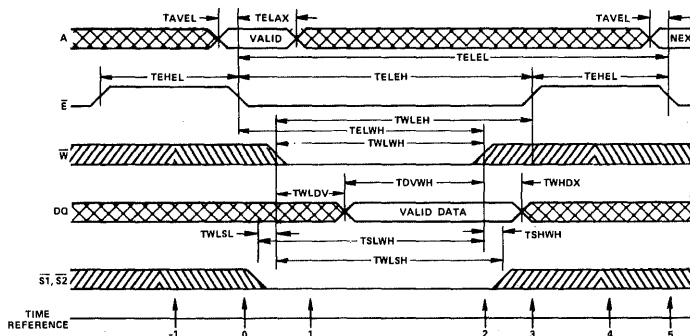 TAVEL TELAX TAVEL
A VALID NEX
TELEL
TEHEL TELEH TEHEL
E
TWLEH
TELWH
TWLWH
W
TWLDV TDVWH TWHDX
DQ VALID DATA
TWLSL TSLWH TSHWH
TWLSH
S1, S2
TIME
REFERENCE
-1 0 1 2 3 4 5